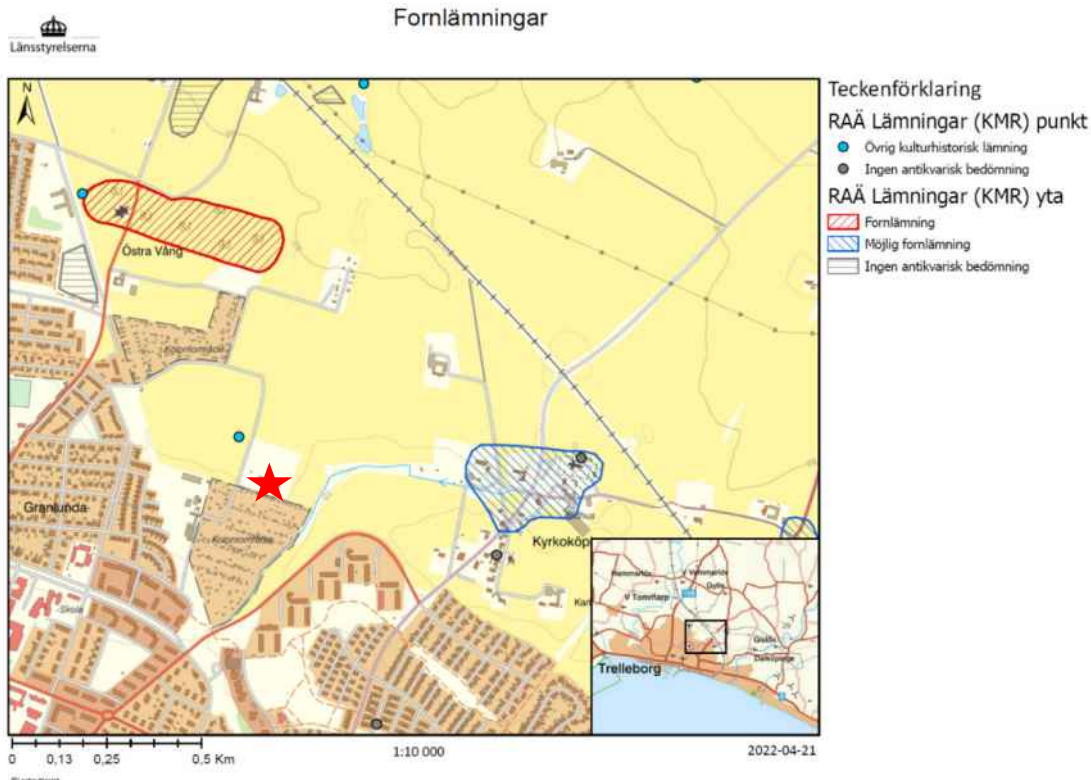 Fornlämningar
Länsstyrelserna
N
Teckenförklaring
RAÄ Lämningar (KMR) punkt
Övrig kulturhistorisk lämning
Ingen antikvarisk bedömning
RAÄ Lämningar (KMR) yta
Fornlämning
Möjlig fornlämning
Ingen antikvarisk bedömning
Östra Vång
Koloniområde
Granlunda
Koloniområde
Kyrkoköp
Skola
Trelleborg
0 0,13 0,25 0,5 Km
1:10 000
2022-04-21